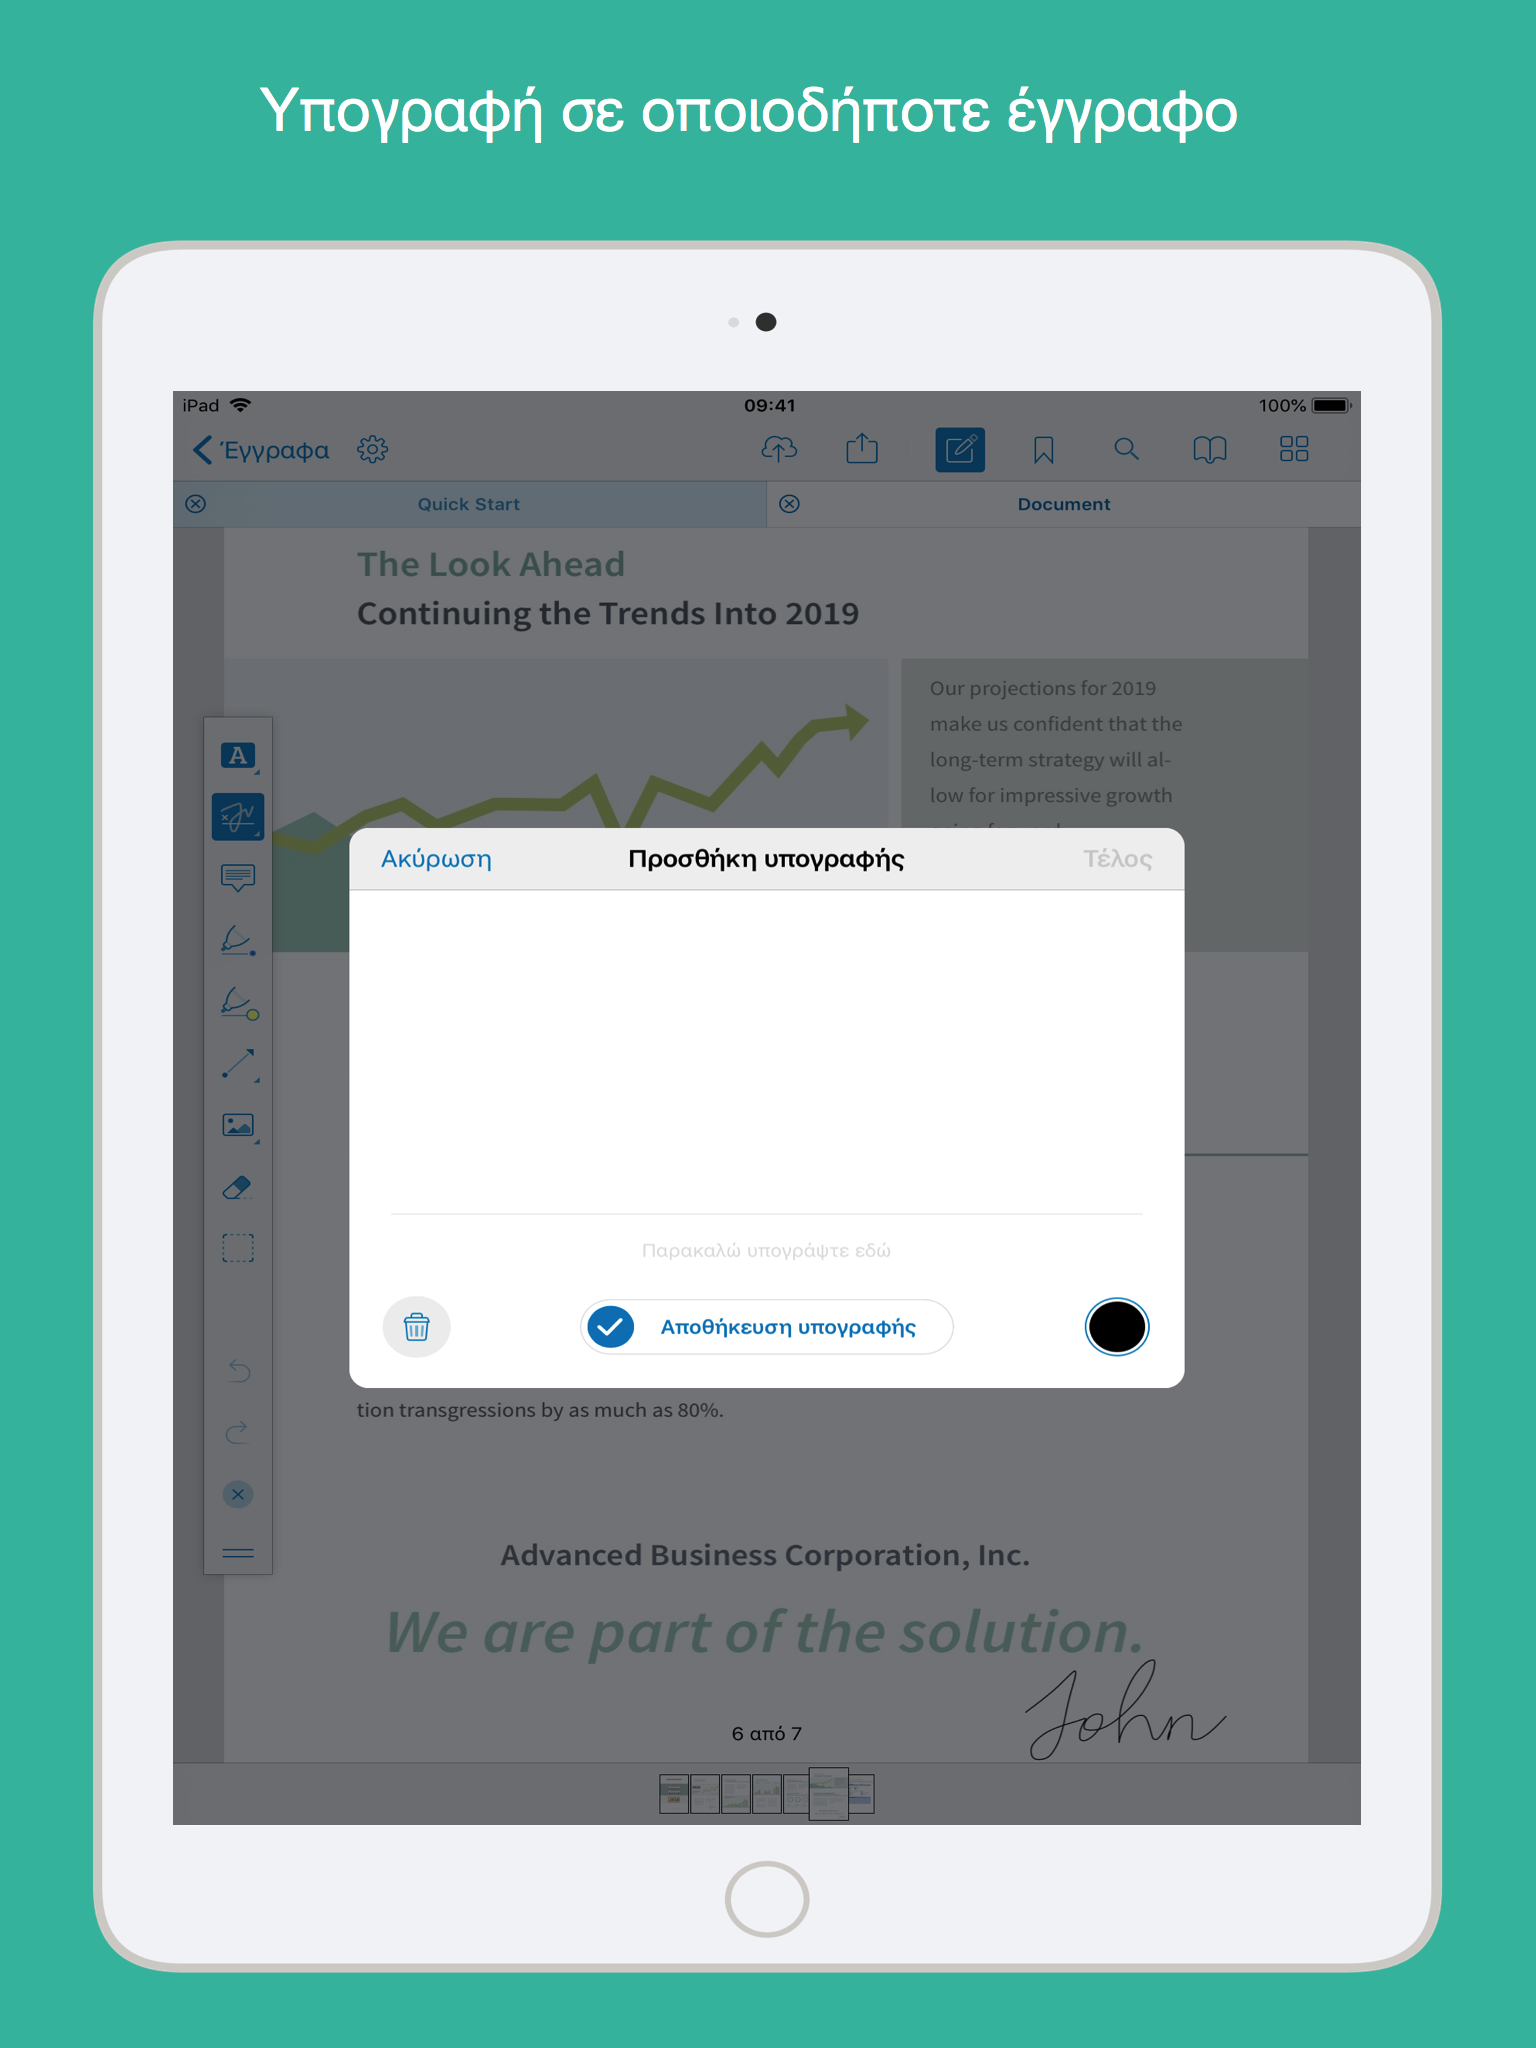 Υπογραφή σε οποιοδήποτε έγγραφο
iPad 09:41 100%
Έγγραφα
Quick Start Document
The Look Ahead
Continuing the Trends Into 2019
Our projections for 2019
make us confident that the
long-term strategy will al-
low for impressive growth
A
Ακύρωση Προσθήκη υπογραφής Τέλος
Παρακαλώ υπογράψτε εδώ
Αποθήκευση υπογραφής
tion transgressions by as much as 80%.
Advanced Business Corporation, Inc.
We are part of the solution.
John
6 από 7